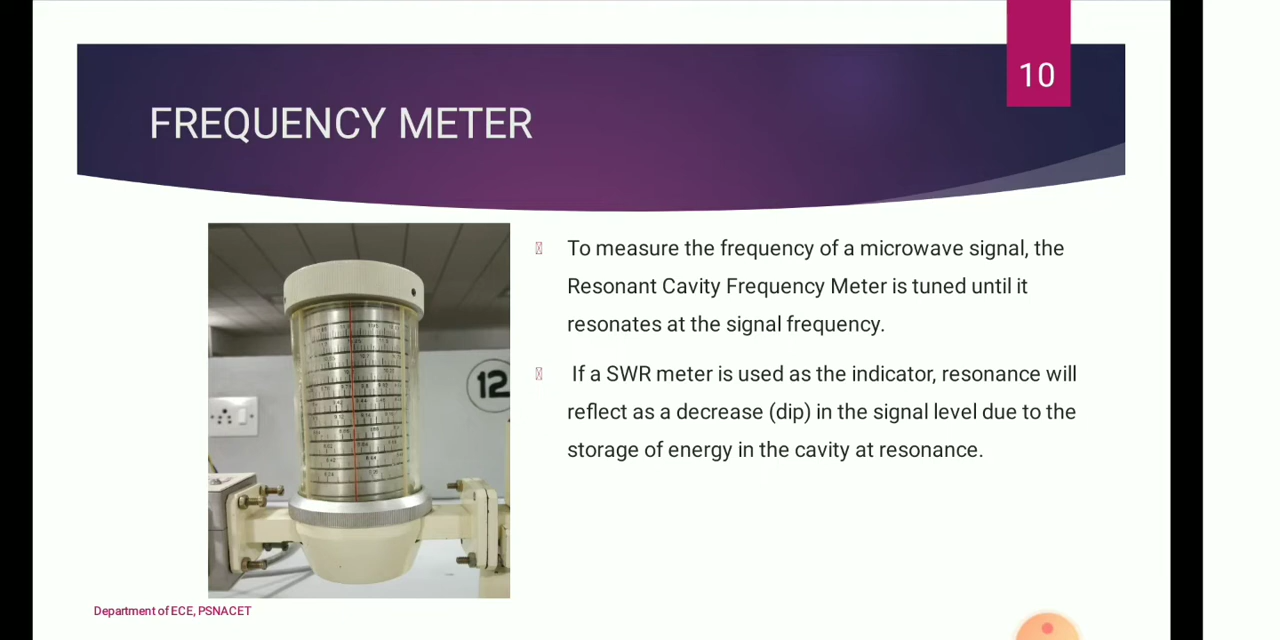 10
FREQUENCY METER
To measure the frequency of a microwave signal, the
Resonant Cavity Frequency Meter is tuned until it
resonates at the signal frequency.
If a SWR meter is used as the indicator, resonance will
reflect as a decrease (dip) in the signal level due to the
storage of energy in the cavity at resonance.
12
Department of ECE, PSNACET